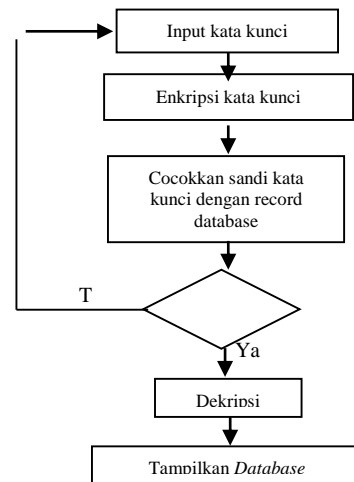 Input kata kunci
Enkripsi kata kunci
Cocokkan sandi kata
kunci dengan record
database
T
Ya
Dekripsi
Tampilkan Database